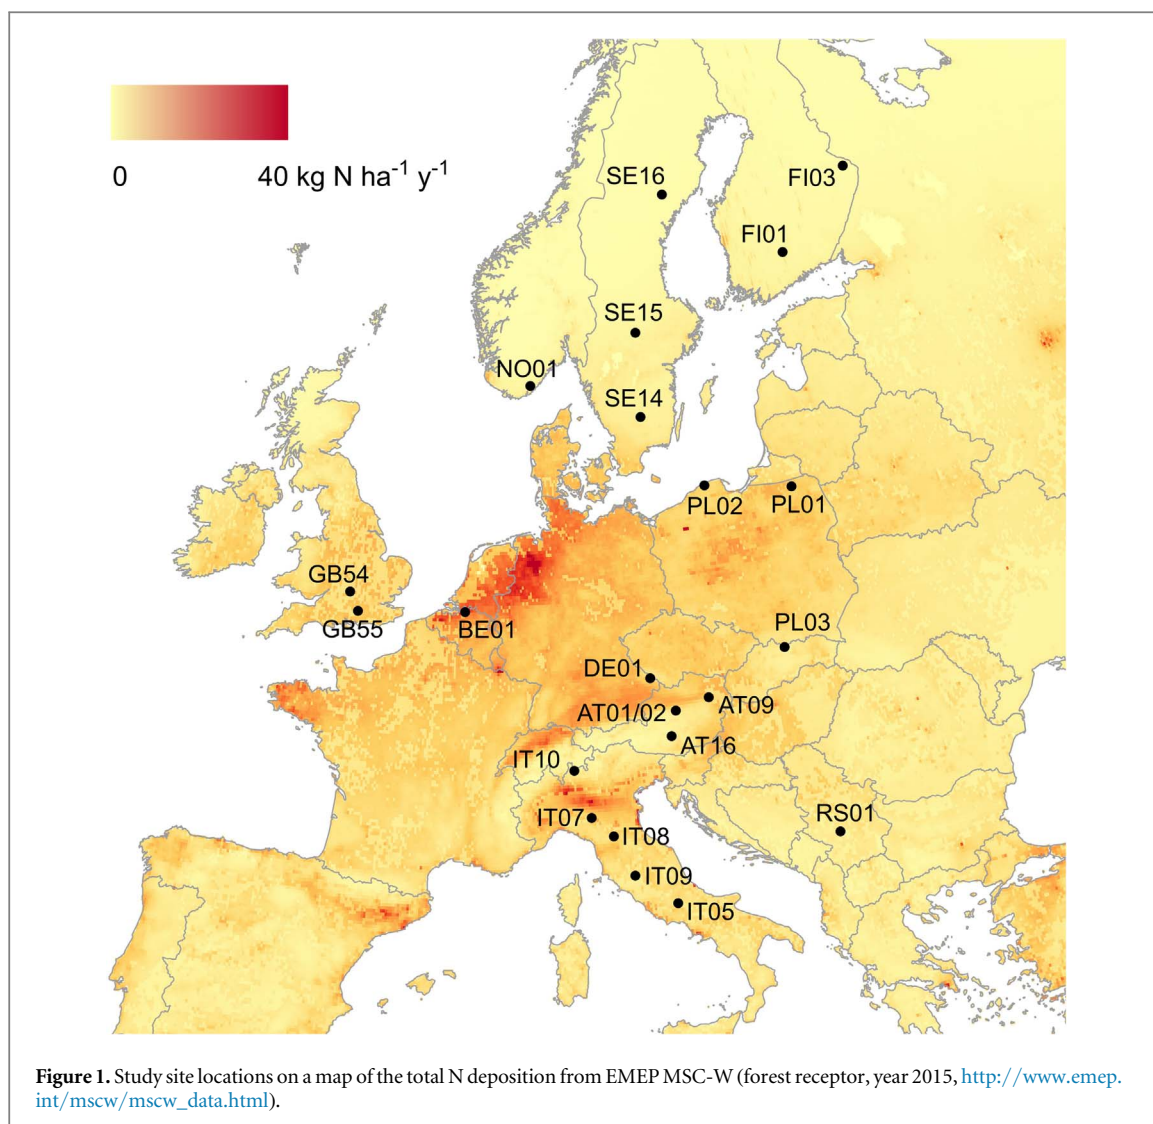 0
40 kg N ha⁻¹ y⁻¹
SE16
FI03
FI01
SE15
NO01
SE14
PL02
PL01
GB54
GB55
BE01
PL03
DE01
AT09
AT01/02
AT16
IT10
IT07
RS01
IT08
IT09
IT05
Figure 1. Study site locations on a map of the total N deposition from EMEP MSC-W (forest receptor, year 2015, http://www.emep.
int/mscw/mscw_data.html).